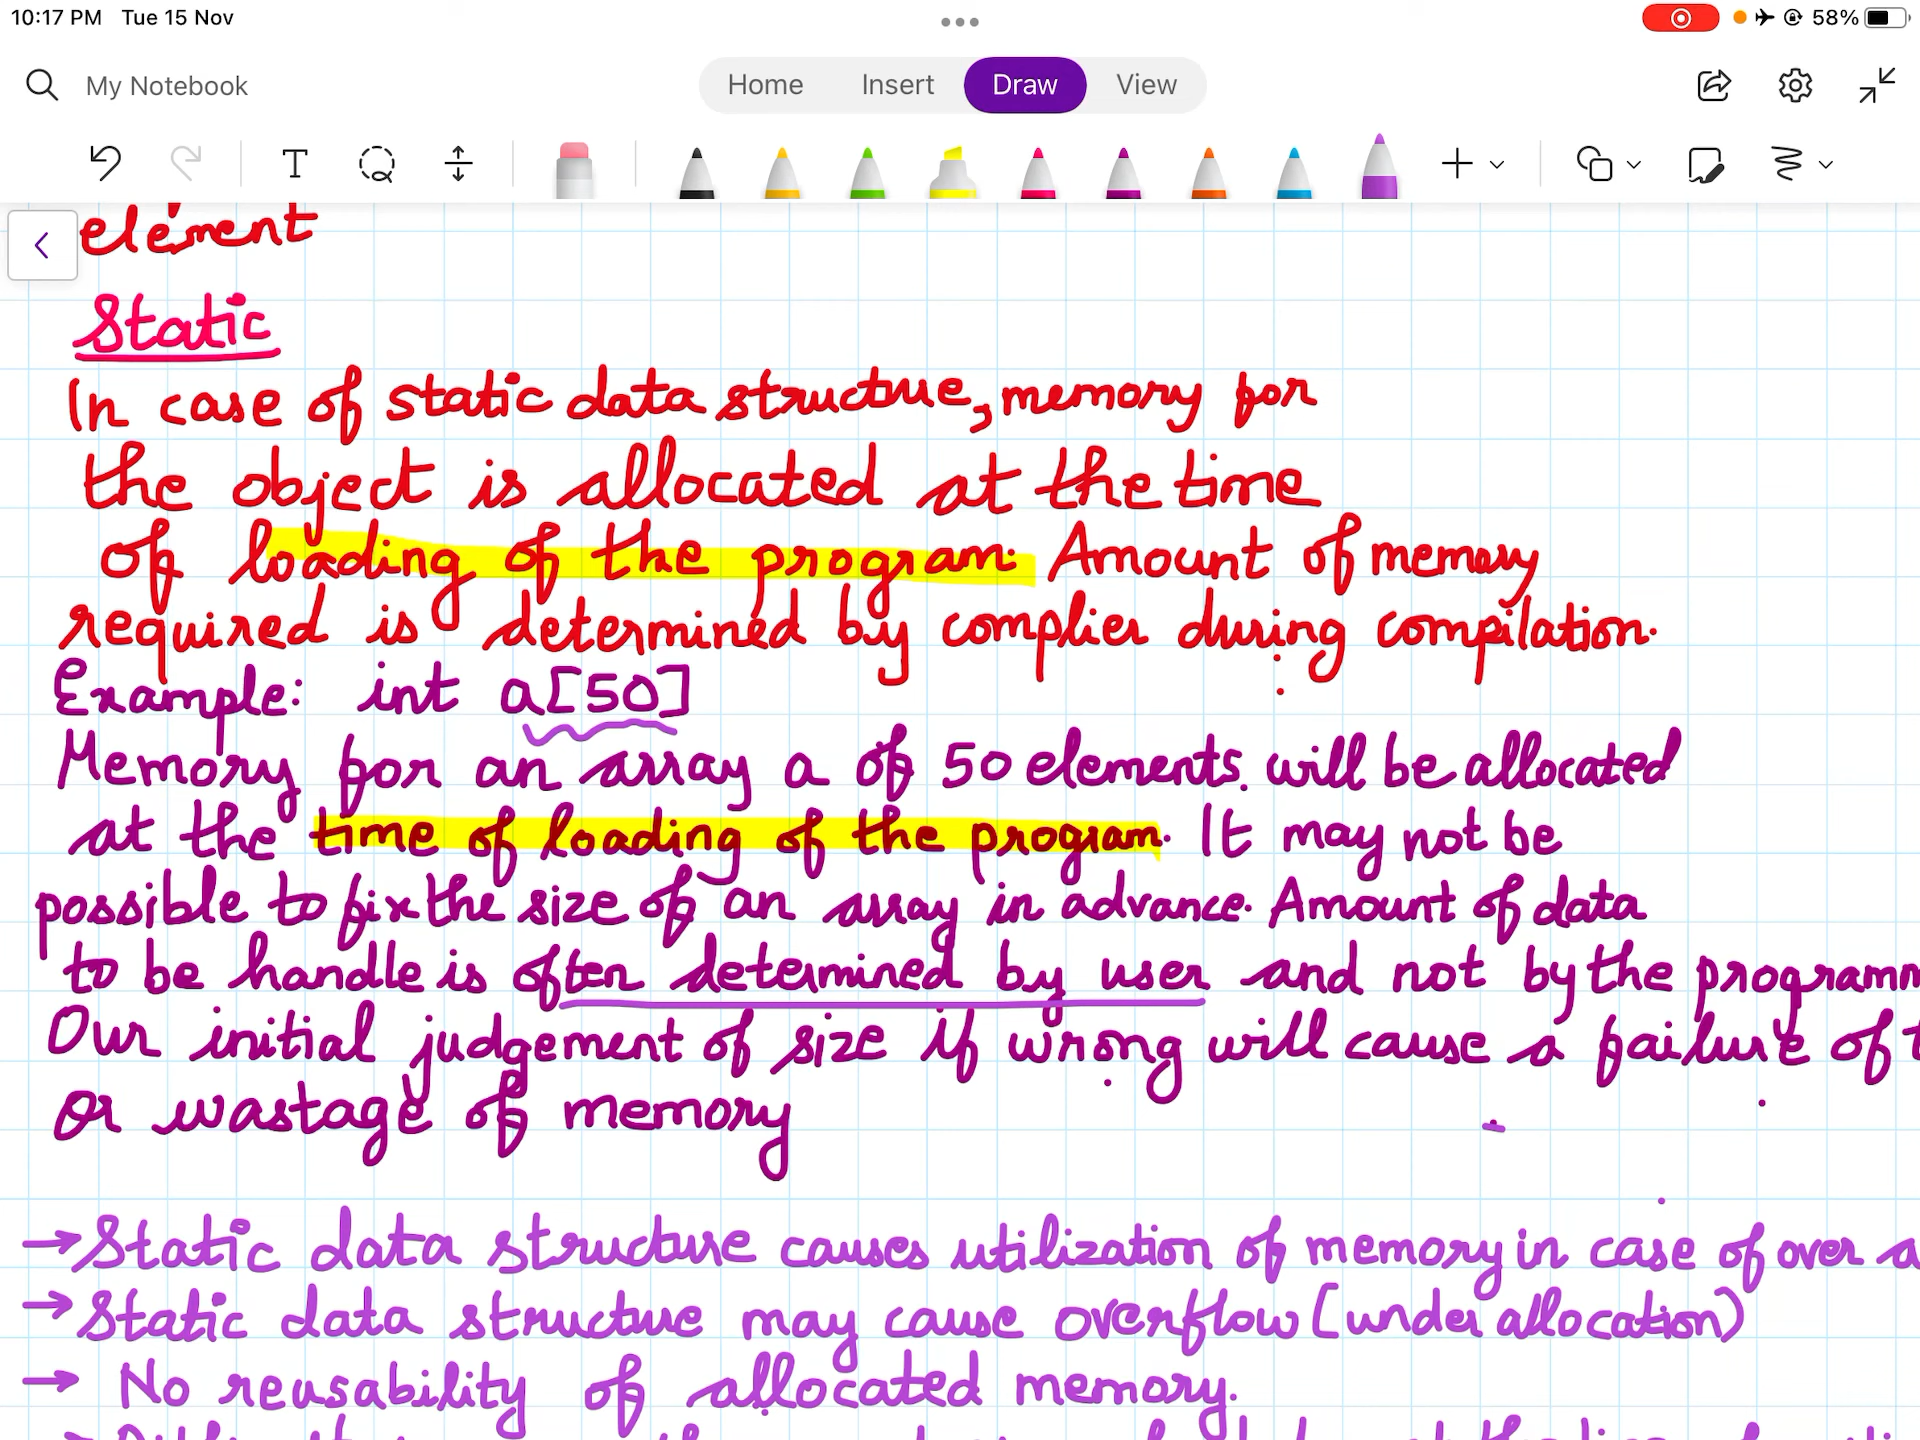 10:17 PM Tue 15 Nov
58%
My Notebook
Home Insert Draw View
T
element
Static
In case of static data structure, memory for
the object is allocated at the time
of loading of the program. Amount of memory
required is determined by complier during compilation.
Example: int a[50]
Memory for an array a of 50 elements will be allocated
at the time of loading of the program. It may not be
possible to fix the size of an array in advance. Amount of data
to be handle is often determined by user and not by the programm
Our initial judgement of size if wrong will cause a failure of
or wastage of memory
→ Static data structure causes utilization of memory in case of over a
→ Static data structure may cause overflow (under allocation)
→ No reusability of allocated memory.